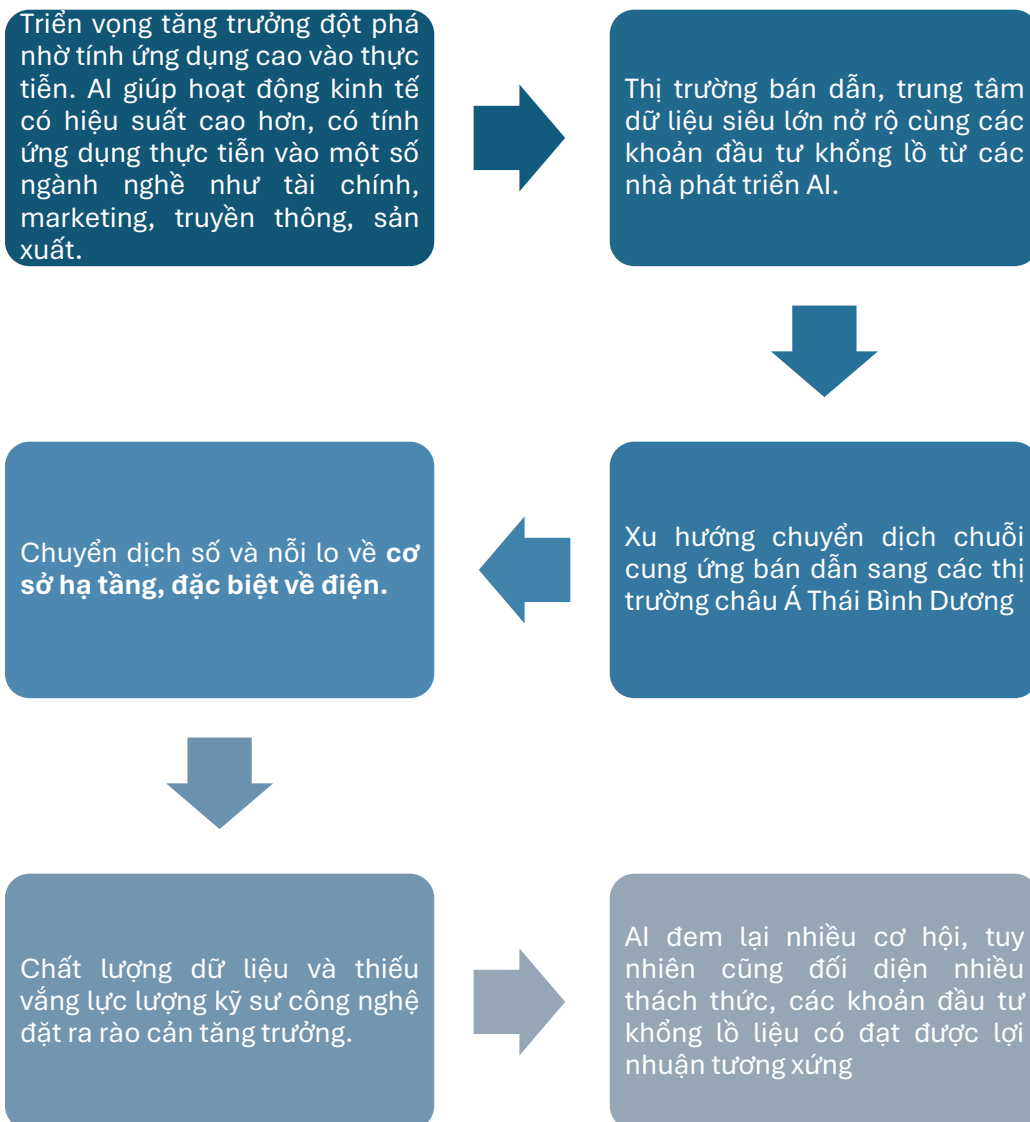 Triển vọng tăng trưởng đột phá
nhờ tính ứng dụng cao vào thực
tiễn. AI giúp hoạt động kinh tế
có hiệu suất cao hơn, có tính
ứng dụng thực tiễn vào một số
ngành nghề như tài chính,
marketing, truyền thông, sản
xuất.
Thị trường bán dẫn, trung tâm
dữ liệu siêu lớn nở rộ cùng các
khoản đầu tư khổng lồ từ các
nhà phát triển AI.
Xu hướng chuyển dịch chuỗi
cung ứng bán dẫn sang các thị
trường châu Á Thái Bình Dương
Chuyển dịch số và nỗi lo về cơ
sở hạ tầng, đặc biệt về điện.
Chất lượng dữ liệu và thiếu
vắng lực lượng kỹ sư công nghệ
đặt ra rào cản tăng trưởng.
AI đem lại nhiều cơ hội, tuy
nhiên cũng đối diện nhiều
thách thức, các khoản đầu tư
khổng lồ liệu có đạt được lợi
nhuận tương xứng